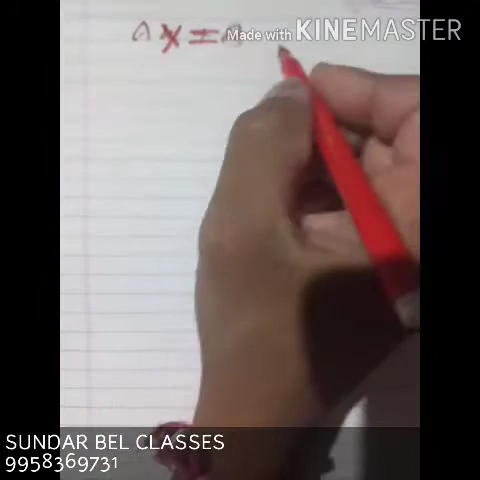 x =
Made with KINEMASTER
SUNDAR BEL CLASSES
9958369731